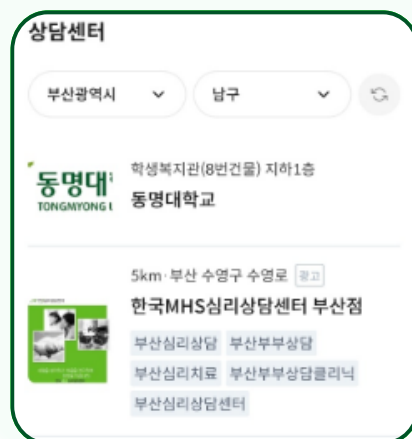 상담센터
부산광역시 남구
학생복지관(8번건물) 지하1층
동명대
TONGMYONG
동명대학교
5km·부산 수영구 수영로 광고
한국MHS심리상담센터 부산점
부산심리상담 부산부부상담
부산심리치료 부산부부상담클리닉
부산심리상담센터